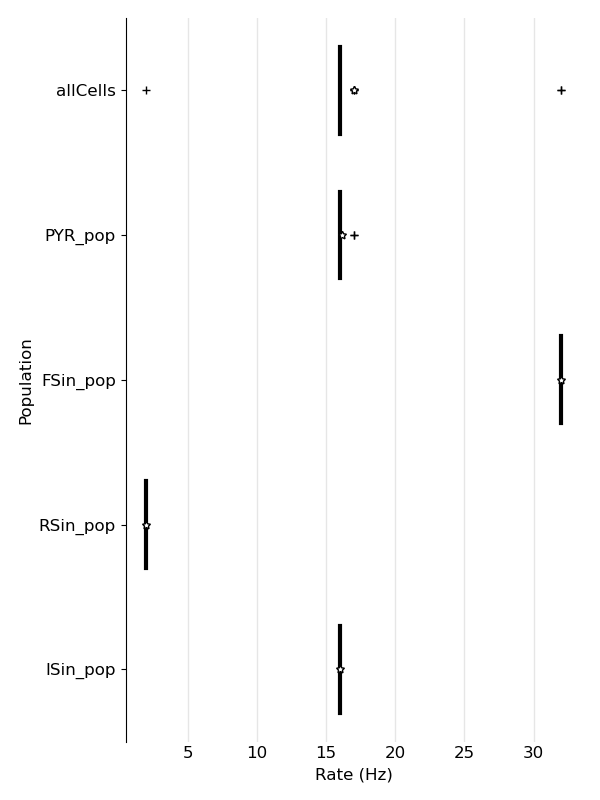 allCells
PYR_pop
FSin_pop
RSin_pop
ISin_pop
Population
5 10 15 20 25 30
Rate (Hz)